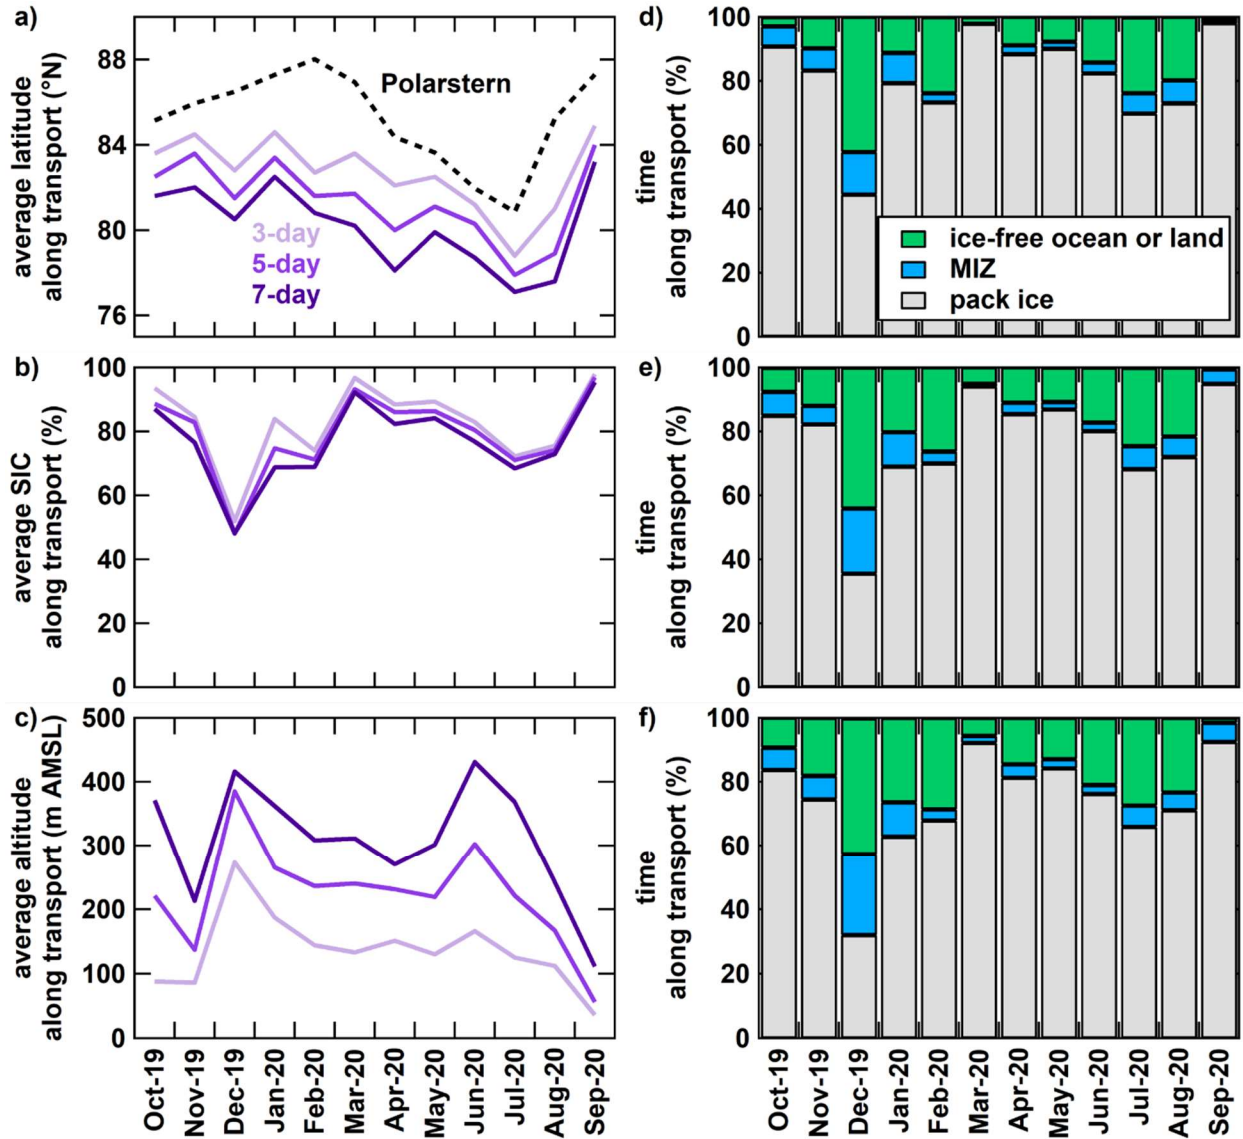 a)
average latitude
along transport (°N)
88
84
80
76
Polarstern
3-day
5-day
7-day
b)
average SIC
along transport (%)
100
80
60
40
20
0
c)
average altitude
along transport (m AMSL)
500
400
300
200
100
0
Oct-19
Nov-19
Dec-19
Jan-20
Feb-20
Mar-20
Apr-20
May-20
Jun-20
Jul-20
Aug-20
Sep-20
d)
time
along transport (%)
100
80
60
40
20
0
ice-free ocean or land
MIZ
pack ice
e)
time
along transport (%)
100
80
60
40
20
0
f)
time
along transport (%)
100
80
60
40
20
0
Oct-19
Nov-19
Dec-19
Jan-20
Feb-20
Mar-20
Apr-20
May-20
Jun-20
Jul-20
Aug-20
Sep-20